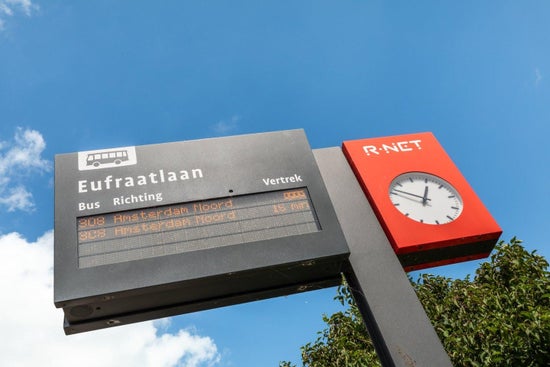 Eufraatlaan
Bus Richting Vertrek
308 Amsterdam Noord
308 Amsterdam Noord 15 min
R-NET